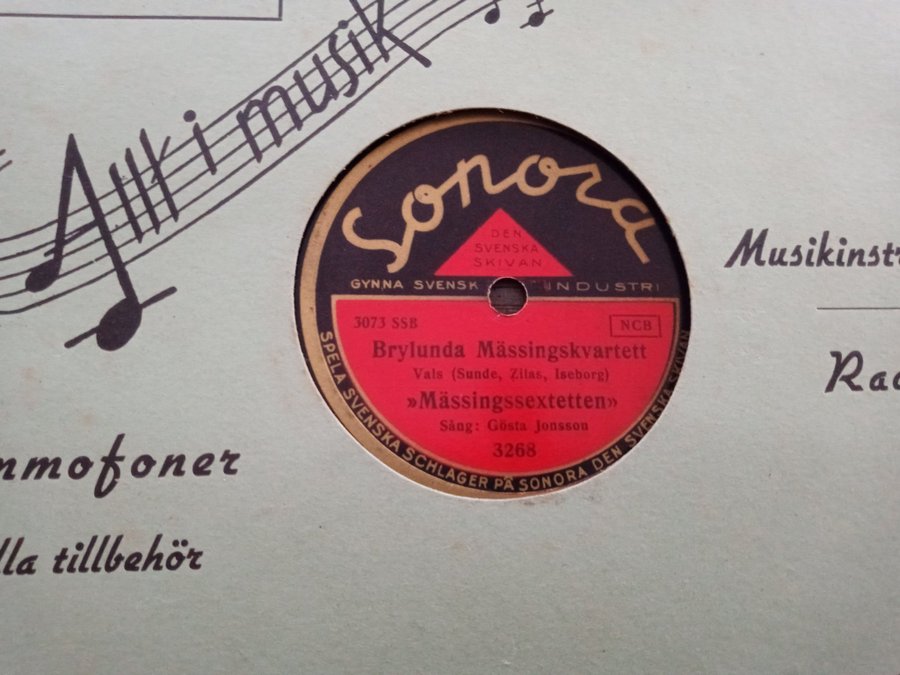 Allt i musik
Sonora
DEN
SVENSKA
SKIVAN
GYNNA SVENSK INDUSTRI
3073 SSB
NCB
Brylunda Mässingskvartett
Vals (Sunde, Zilas, Iseborg)
»Mässingssextetten»
Sång: Gösta Jonsson
3268
SPELA SVENSKA SCHLAGER PÅ SONORA DEN SVENSKA SKIVAN
Musikinstr
Rad
mmofoner
lla tillbehör